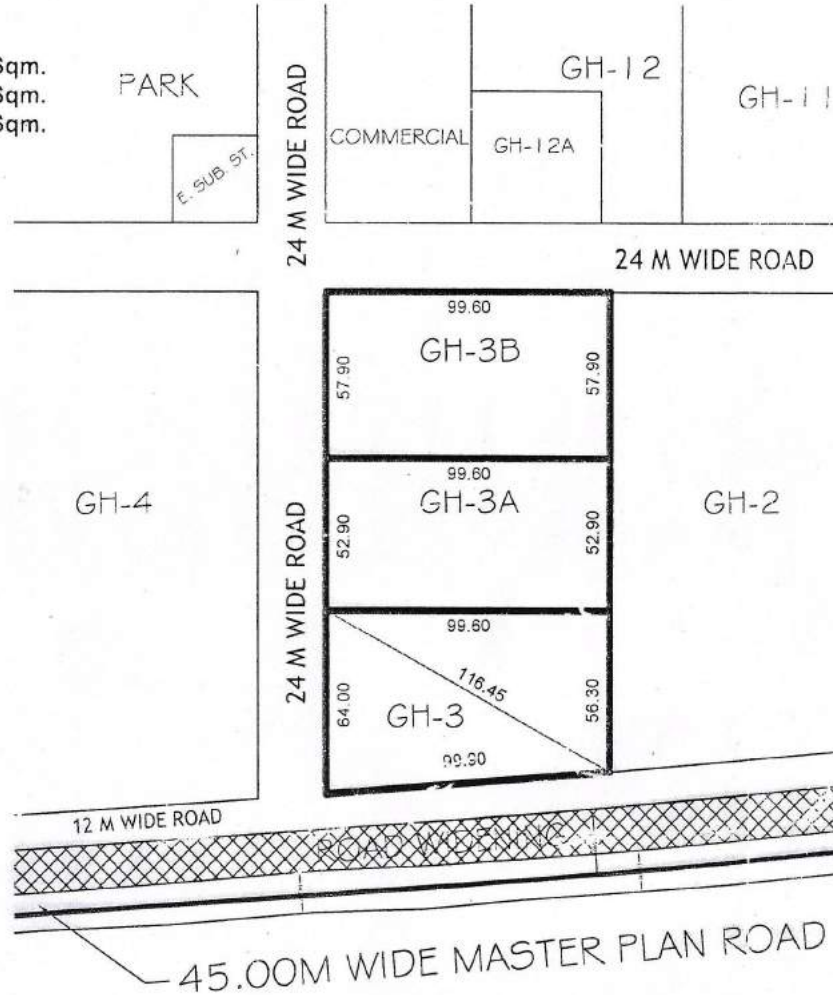 Sqm.
Sqm.
Sqm.
PARK
E. SUB. ST.
24 M WIDE ROAD
COMMERCIAL
GH-12
GH-12A
GH-11
24 M WIDE ROAD
99.60
GH-3B
57.90
57.90
99.60
GH-3A
52.90
52.90
GH-4
GH-2
24 M WIDE ROAD
99.60
116.45
64.00
56.30
GH-3
99.90
12 M WIDE ROAD
ROAD WIDENING
45.00M WIDE MASTER PLAN ROAD